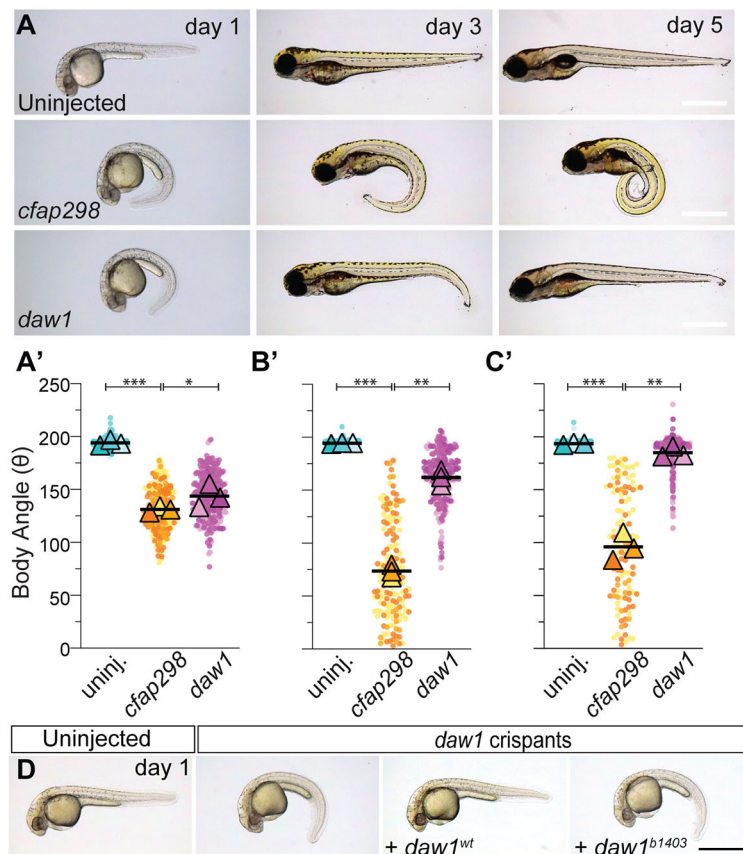 A
day 1
day 3
day 5
Uninjected
cfap298
daw1
A’
B’
C’
*** *
*** **
*** **
250
200
150
100
50
0
Body Angle (θ)
uninj.
cfap298
daw1
uninj.
cfap298
daw1
uninj.
cfap298
daw1
Uninjected
daw1 crispants
D
day 1
+ daw1wt
+ daw1b1403